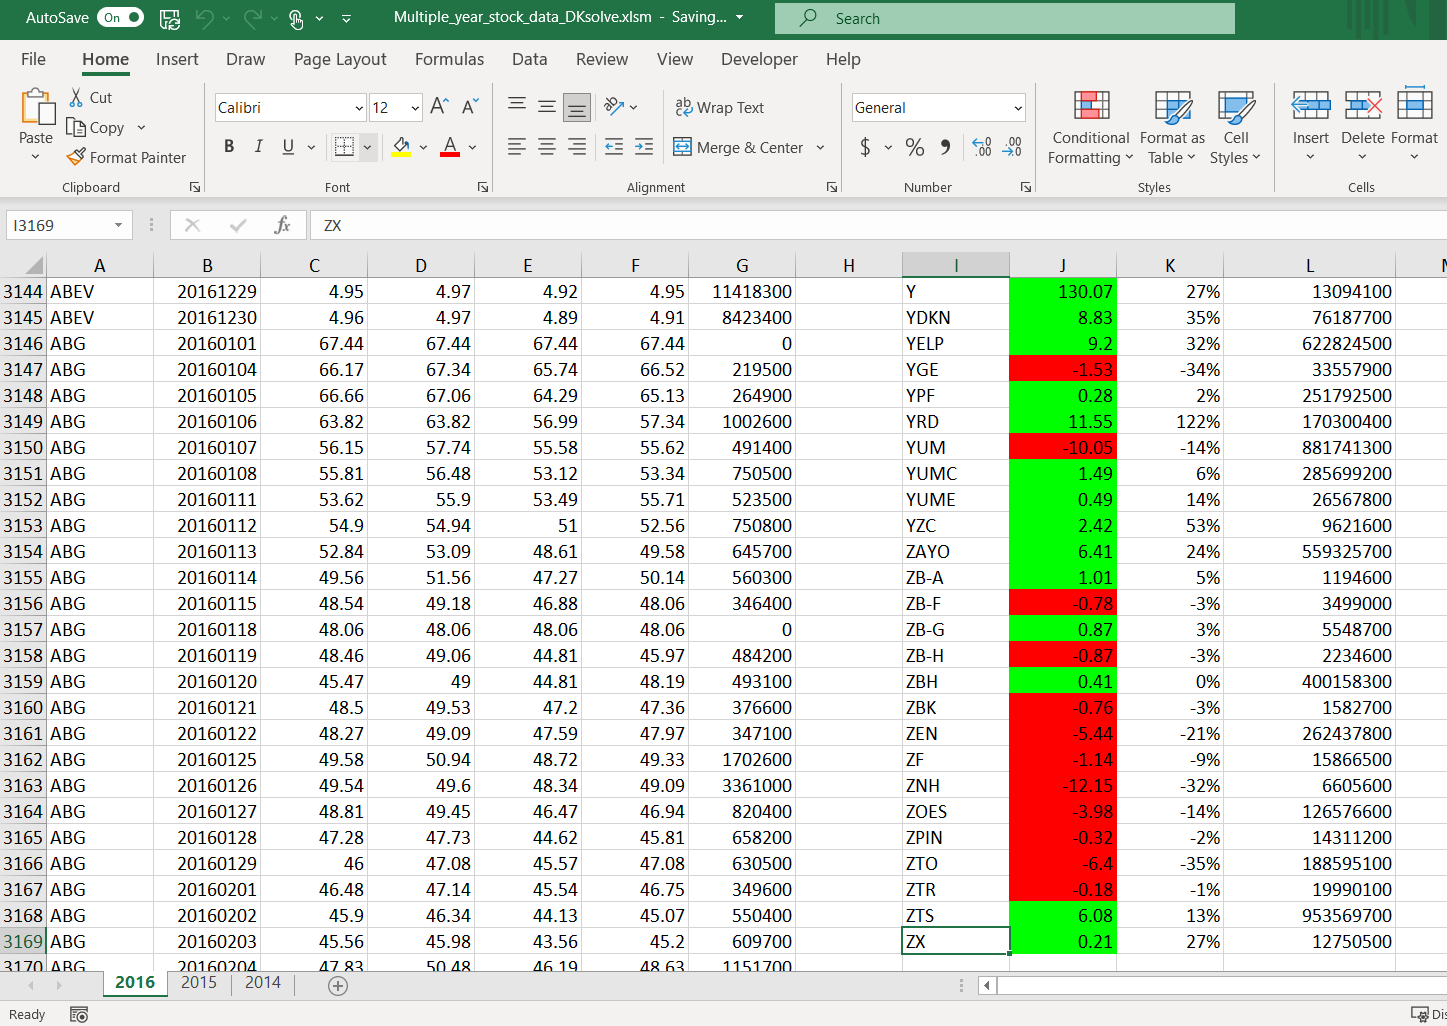 AutoSave On Multiple_year_stock_data_DKsolve.xlsm - Saving... Search
File Home Insert Draw Page Layout Formulas Data Review View Developer Help
Paste Cut Copy Format Painter Clipboard
Calibri 12 B I U A Font
ab Wrap Text Merge & Center Alignment
General $ % Number
Conditional Formatting Format as Table Cell Styles Styles
Insert Delete Format Cells
I3169 fx ZX
A B C D E F G H I J K L
3144 ABEV 20161229 4.95 4.97 4.92 4.95 11418300 Y 130.07 27% 13094100
3145 ABEV 20161230 4.96 4.97 4.89 4.91 8423400 YDKN 8.83 35% 76187700
3146 ABG 20160101 67.44 67.44 67.44 67.44 0 YELP 9.2 32% 622824500
3147 ABG 20160104 66.17 67.34 65.74 66.52 219500 YGE -1.53 -34% 33557900
3148 ABG 20160105 66.66 67.06 64.29 65.13 264900 YPF 0.28 2% 251792500
3149 ABG 20160106 63.82 63.82 56.99 57.34 1002600 YRD 11.55 122% 170300400
3150 ABG 20160107 56.15 57.74 55.58 55.62 491400 YUM -10.05 -14% 881741300
3151 ABG 20160108 55.81 56.48 53.12 53.34 750500 YUMC 1.49 6% 285699200
3152 ABG 20160111 53.62 55.9 53.49 55.71 523500 YUME 0.49 14% 26567800
3153 ABG 20160112 54.9 54.94 51 52.56 750800 YZC 2.42 53% 9621600
3154 ABG 20160113 52.84 53.09 48.61 49.58 645700 ZAYO 6.41 24% 559325700
3155 ABG 20160114 49.56 51.56 47.27 50.14 560300 ZB-A 1.01 5% 1194600
3156 ABG 20160115 48.54 49.18 46.88 48.06 346400 ZB-F -0.78 -3% 3499000
3157 ABG 20160118 48.06 48.06 48.06 48.06 0 ZB-G 0.87 3% 5548700
3158 ABG 20160119 48.46 49.06 44.81 45.97 484200 ZB-H -0.87 -3% 2234600
3159 ABG 20160120 45.47 49 44.81 48.19 493100 ZBH 0.41 0% 400158300
3160 ABG 20160121 48.5 49.53 47.2 47.36 376600 ZBK -0.76 -3% 1582700
3161 ABG 20160122 48.27 49.09 47.59 47.97 347100 ZEN -5.44 -21% 262437800
3162 ABG 20160125 49.58 50.94 48.72 49.33 1702600 ZF -1.14 -9% 15866500
3163 ABG 20160126 49.54 49.6 48.34 49.09 3361000 ZNH -12.15 -32% 6605600
3164 ABG 20160127 48.81 49.45 46.47 46.94 820400 ZOES -3.98 -14% 126576600
3165 ABG 20160128 47.28 47.73 44.62 45.81 658200 ZPIN -0.32 -2% 14311200
3166 ABG 20160129 46 47.08 45.57 47.08 630500 ZTO -6.4 -35% 188595100
3167 ABG 20160201 46.48 47.14 45.54 46.75 349600 ZTR -0.18 -1% 19990100
3168 ABG 20160202 45.9 46.34 44.13 45.07 550400 ZTS 6.08 13% 953569700
3169 ABG 20160203 45.56 45.98 43.56 45.2 609700 ZX 0.21 27% 12750500
3170 ABG 20160204 47.83 50.48 46.19 48.63 1151700
2016 2015 2014
Ready